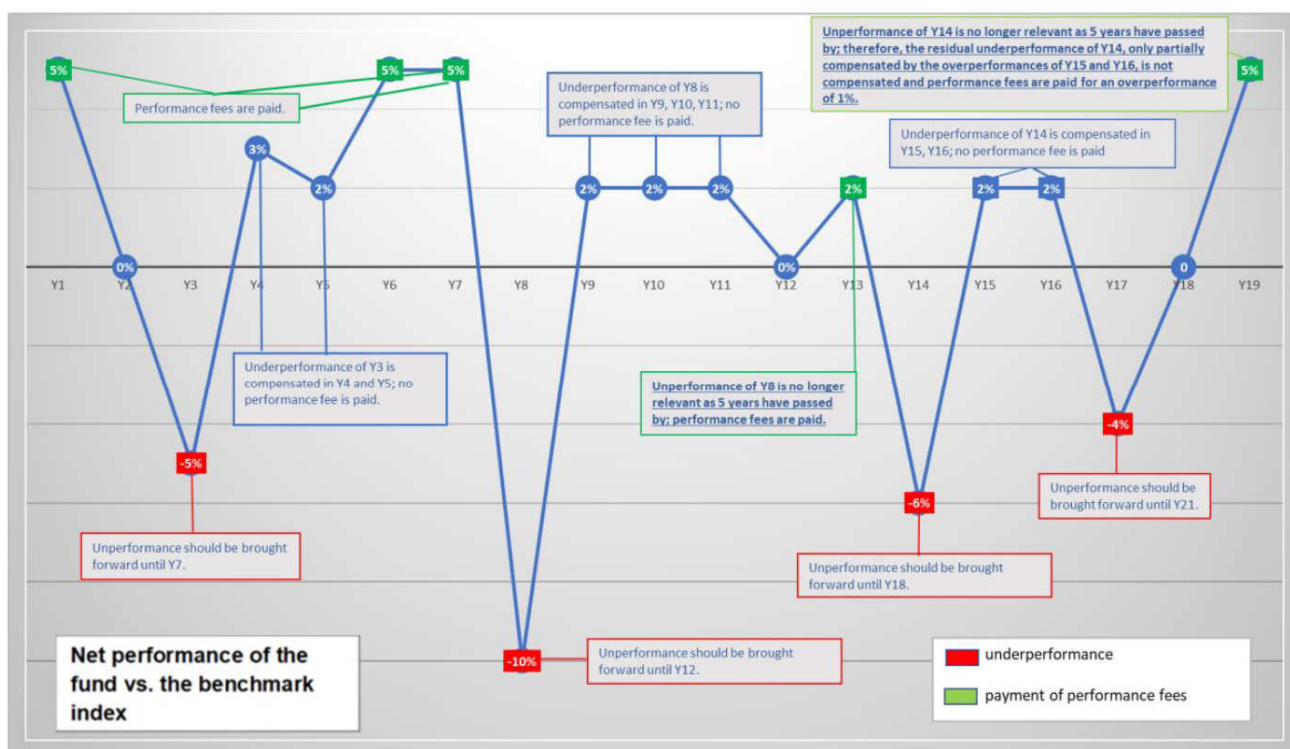 Unperformance of Y14 is no longer relevant as 5 years have passed
by; therefore, the residual underperformance of Y14, only partially
compensated by the overperformances of Y15 and Y16, is not
compensated and performance fees are paid for an overperformance
of 1%.
5%
5%
5%
5%
Performance fees are paid.
Underperformance of Y8 is
compensated in Y9, Y10, Y11; no
performance fee is paid.
Underperformance of Y14 is compensated in
Y15, Y16; no performance fee is paid
3%
2%
2%
2%
2%
2%
2%
2%
0%
0%
0
Y1
Y2
Y3
Y4
Y5
Y6
Y7
Y8
Y9
Y10
Y11
Y12
Y13
Y14
Y15
Y16
Y17
Y18
Y19
Underperformance of Y3 is
compensated in Y4 and Y5; no
performance fee is paid.
Unperformance of Y8 is no longer
relevant as 5 years have passed
by; performance fees are paid.
-4%
-5%
-6%
Unperformance should be
brought forward until Y21.
Unperformance should be brought
forward until Y7.
Unperformance should be brought
forward until Y18.
-10%
Unperformance should be brought
forward until Y12.
Net performance of the
fund vs. the benchmark
index
underperformance
payment of performance fees